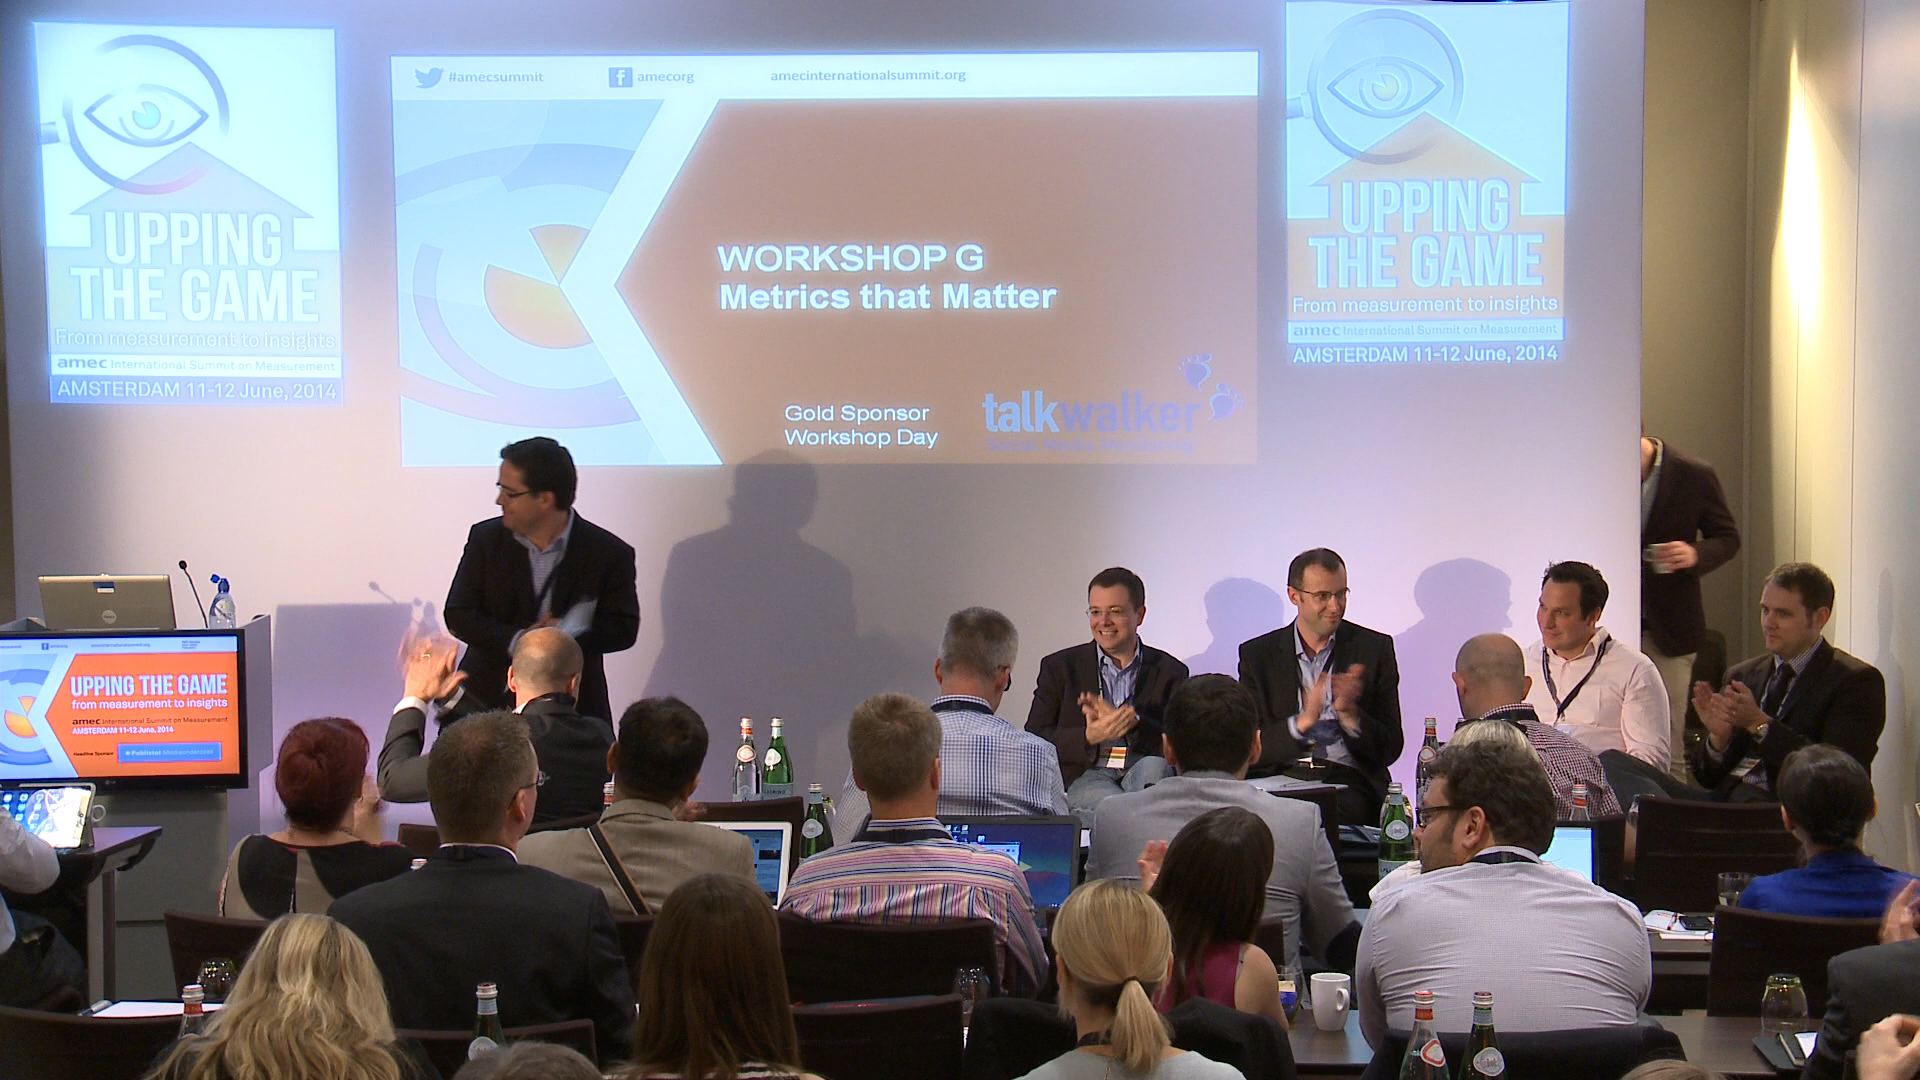 UPPING
THE GAME
From measurement to insights
amec International Summit on Measurement
AMSTERDAM 11-12 June, 2014
#amecsummit
amecorg
amecinternationalsummit.org
WORKSHOP G
Metrics that Matter
Gold Sponsor
Workshop Day
talkwalker
UPPING
THE GAME
From measurement to insights
amec International Summit on Measurement
AMSTERDAM 11-12 June, 2014
UPPING THE GAME
from measurement to insights
amec International Summit on Measurement
AMSTERDAM 11-12 June, 2014
Headline Sponsor